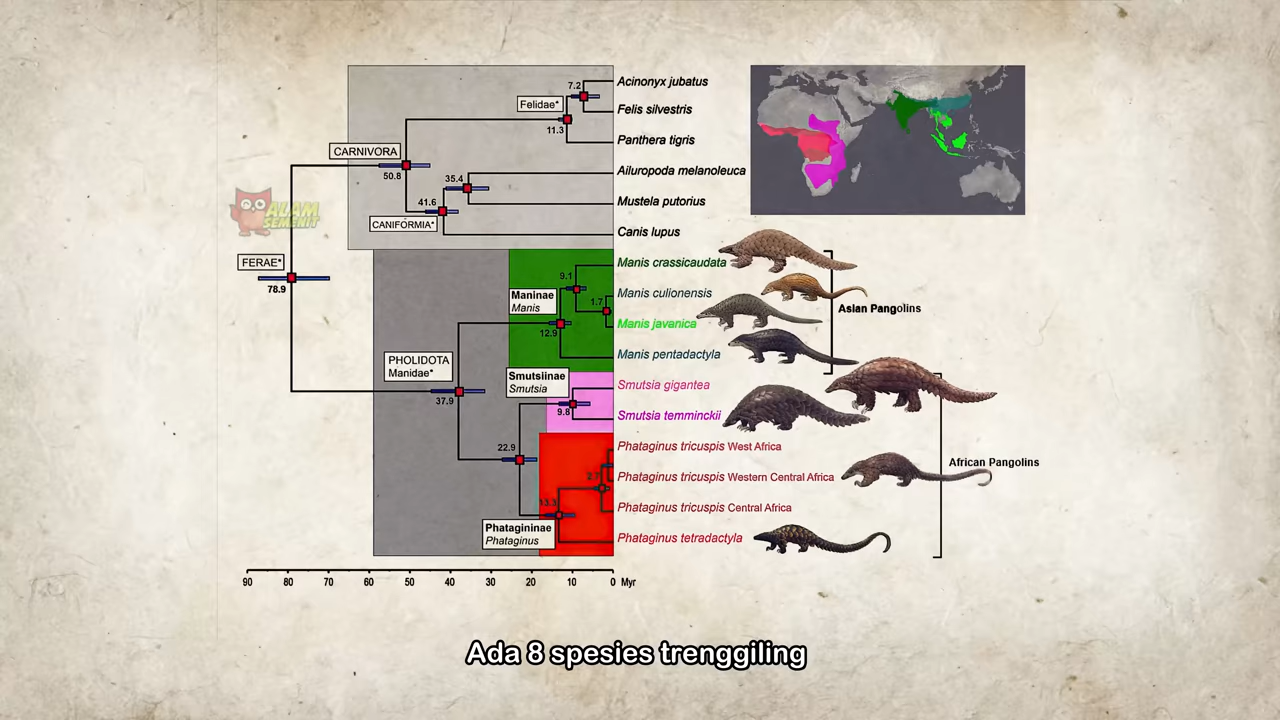 Acinonyx jubatus
7.2
Felis silvestris
Felidae*
11.3
Panthera tigris
CARNIVORA
50.8
Ailuropoda melanoleuca
35.4
Mustela putorius
41.6
CANIFORMIA*
Canis lupus
ALAM
SEMENIT
FERAE*
78.9
Manis crassicaudata
9.1
Manis culionensis
Maninae
Manis
1.7
Asian Pangolins
Manis javanica
12.9
Manis pentadactyla
PHOLIDOTA
Manidae*
37.9
Smutsiinae
Smutsia
Smutsia gigantea
9.8
Smutsia temminckii
Phataginus tricuspis West Africa
22.9
African Pangolins
2.7
Phataginus tricuspis Western Central Africa
13.3
Phataginus tricuspis Central Africa
Phatagininae
Phataginus
Phataginus tetradactyla
90 80 70 60 50 40 30 20 10 0 Myr
Ada 8 spesies trenggiling